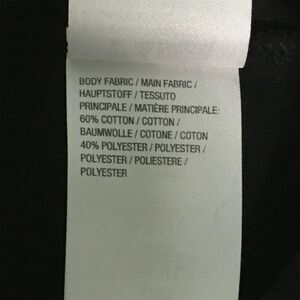 BODY FABRIC / MAIN FABRIC /
HAUPTSTOFF / TESSUTO
PRINCIPALE / MATIÈRE PRINCIPALE:
60% COTTON / COTTON /
BAUMWOLLE / COTONE / COTON
40% POLYESTER / POLYESTER /
POLYESTER / POLIESTERE /
POLYESTER